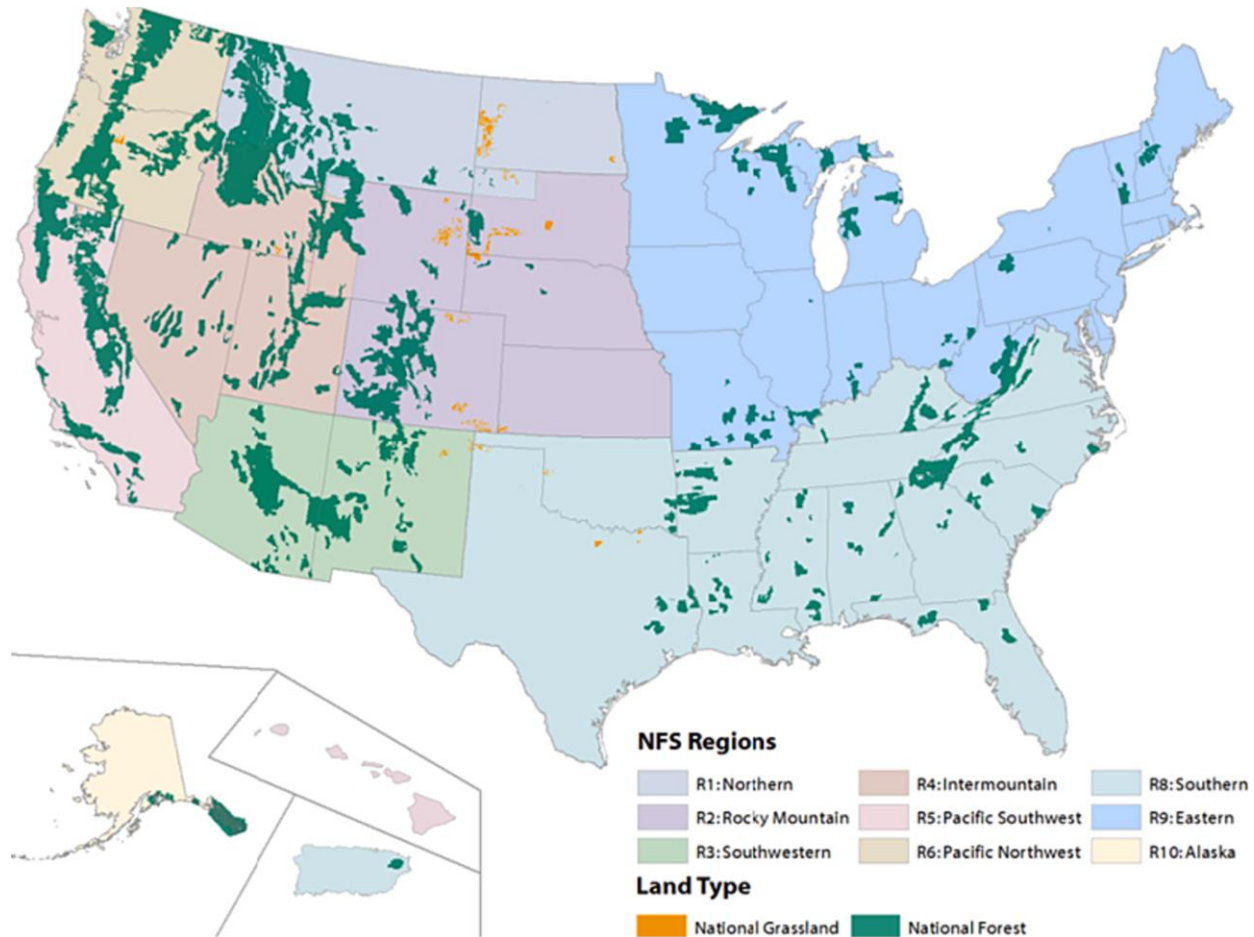 NFS Regions
R1:Northern R4:Intermountain R8:Southern
R2:Rocky Mountain R5:Pacific Southwest R9:Eastern
R3:Southwestern R6:Pacific Northwest R10:Alaska
Land Type
National Grassland National Forest